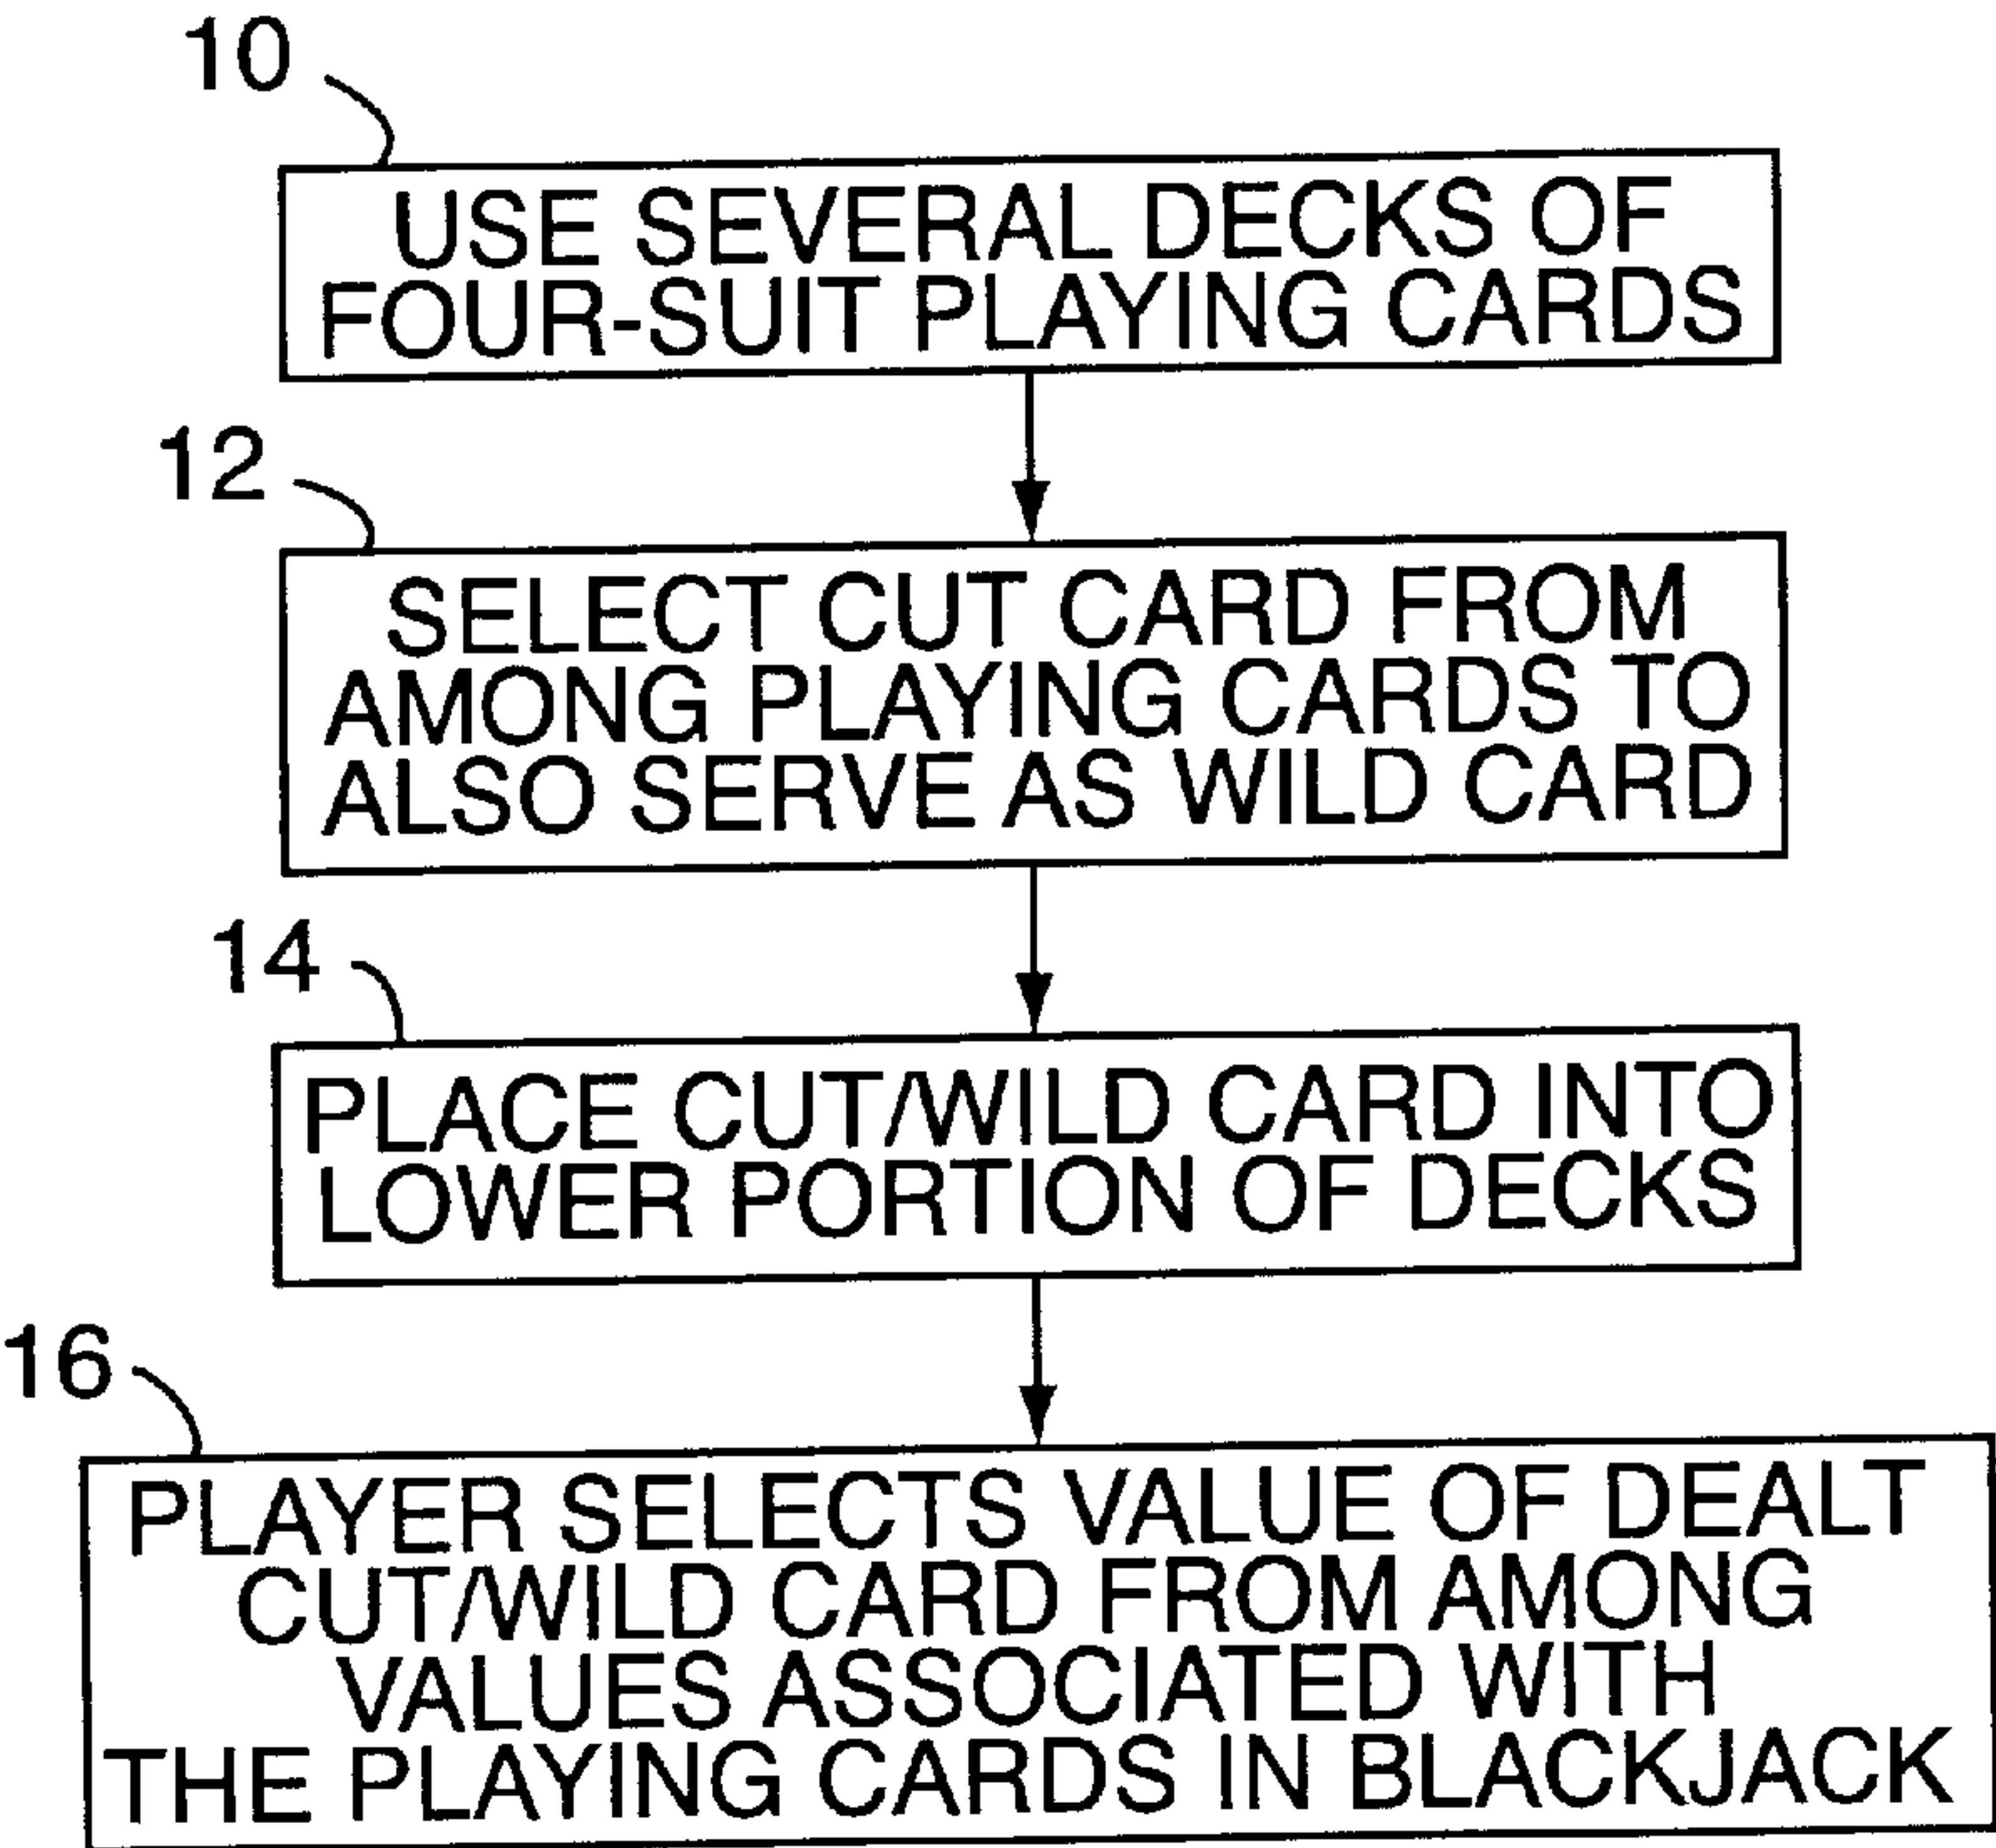 10
USE SEVERAL DECKS OF
FOUR-SUIT PLAYING CARDS
12
SELECT CUT CARD FROM
AMONG PLAYING CARDS TO
ALSO SERVE AS WILD CARD
14
PLACE CUT/WILD CARD INTO
LOWER PORTION OF DECKS
16
PLAYER SELECTS VALUE OF DEALT
CUT/WILD CARD FROM AMONG
VALUES ASSOCIATED WITH
THE PLAYING CARDS IN BLACKJACK